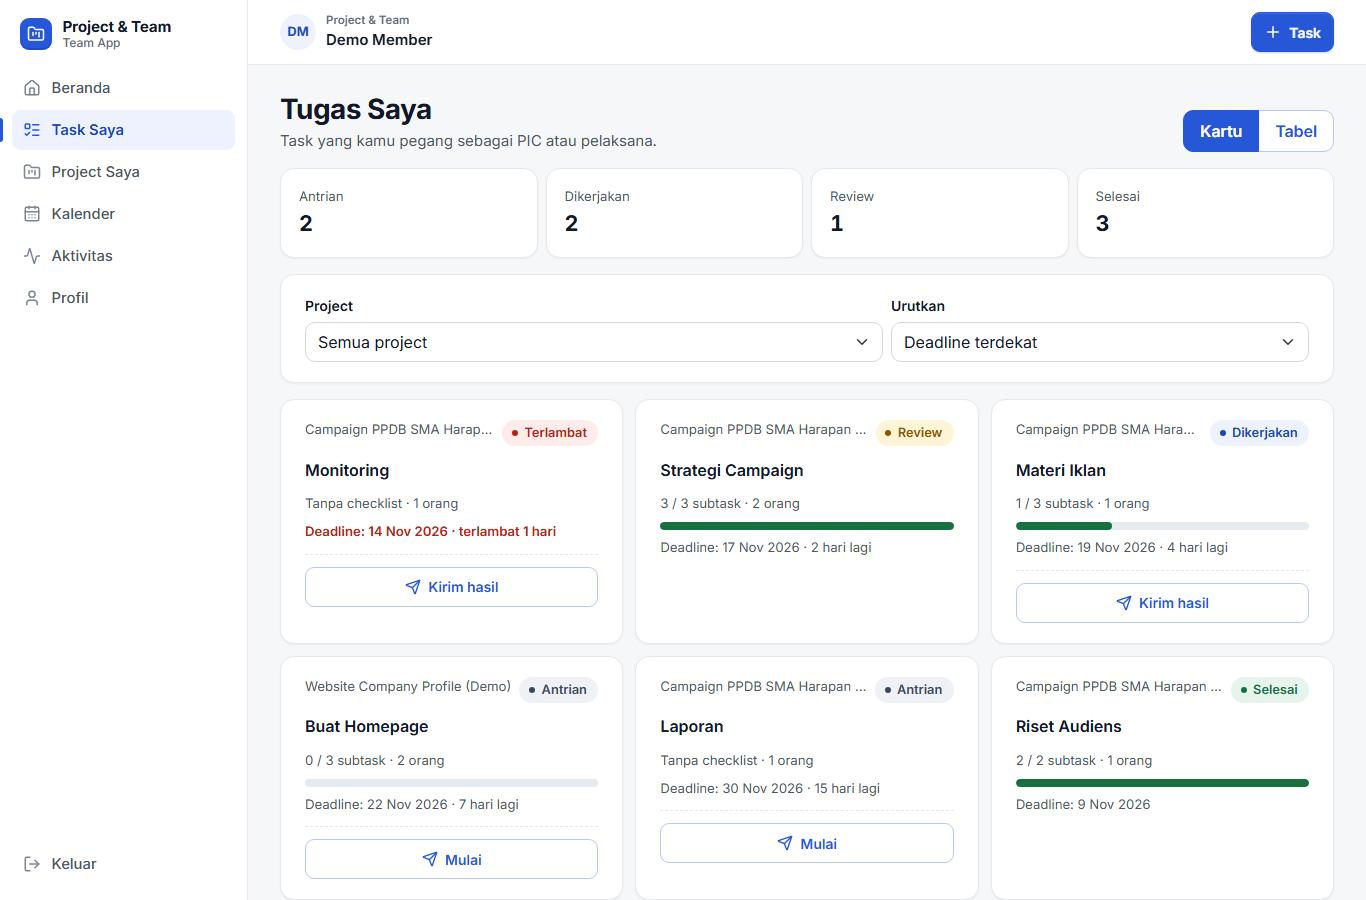 Project & Team
Team App
Beranda
Task Saya
Project Saya
Kalender
Aktivitas
Profil
Keluar
DM
Project & Team
Demo Member
Task
Tugas Saya
Task yang kamu pegang sebagai PIC atau pelaksana.
Kartu
Tabel
Antrian
2
Dikerjakan
2
Review
1
Selesai
3
Project
Semua project
Urutkan
Deadline terdekat
Campaign PPDB SMA Harap...
Terlambat
Monitoring
Tanpa checklist · 1 orang
Deadline: 14 Nov 2026 · terlambat 1 hari
Kirim hasil
Campaign PPDB SMA Harapan ...
Review
Strategi Campaign
3 / 3 subtask · 2 orang
Deadline: 17 Nov 2026 · 2 hari lagi
Campaign PPDB SMA Hara...
Dikerjakan
Materi Iklan
1 / 3 subtask · 1 orang
Deadline: 19 Nov 2026 · 4 hari lagi
Kirim hasil
Website Company Profile (Demo)
Antrian
Buat Homepage
0 / 3 subtask · 2 orang
Deadline: 22 Nov 2026 · 7 hari lagi
Mulai
Campaign PPDB SMA Harapan ...
Antrian
Laporan
Tanpa checklist · 1 orang
Deadline: 30 Nov 2026 · 15 hari lagi
Mulai
Campaign PPDB SMA Harapan ...
Selesai
Riset Audiens
2 / 2 subtask · 1 orang
Deadline: 9 Nov 2026